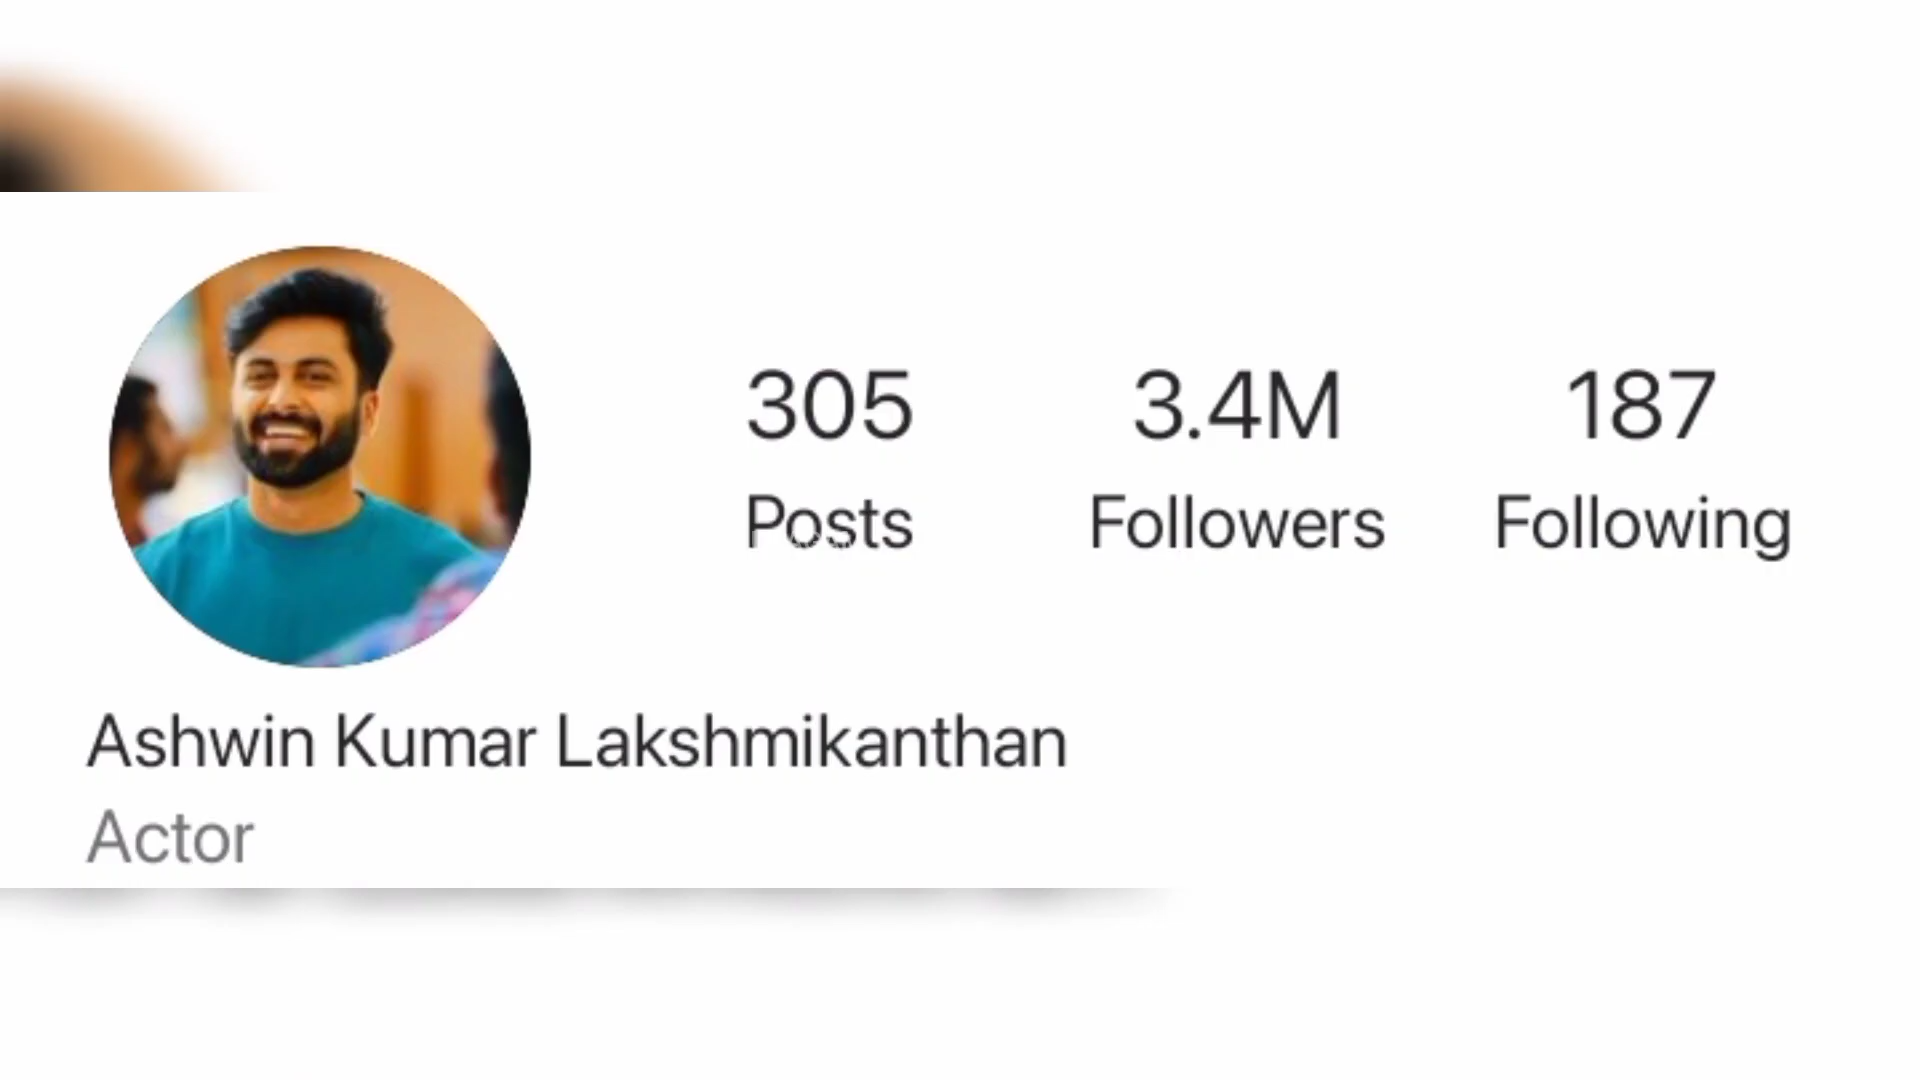 305 3.4M 187
Posts Followers Following
Ashwin Kumar Lakshmikanthan
Actor